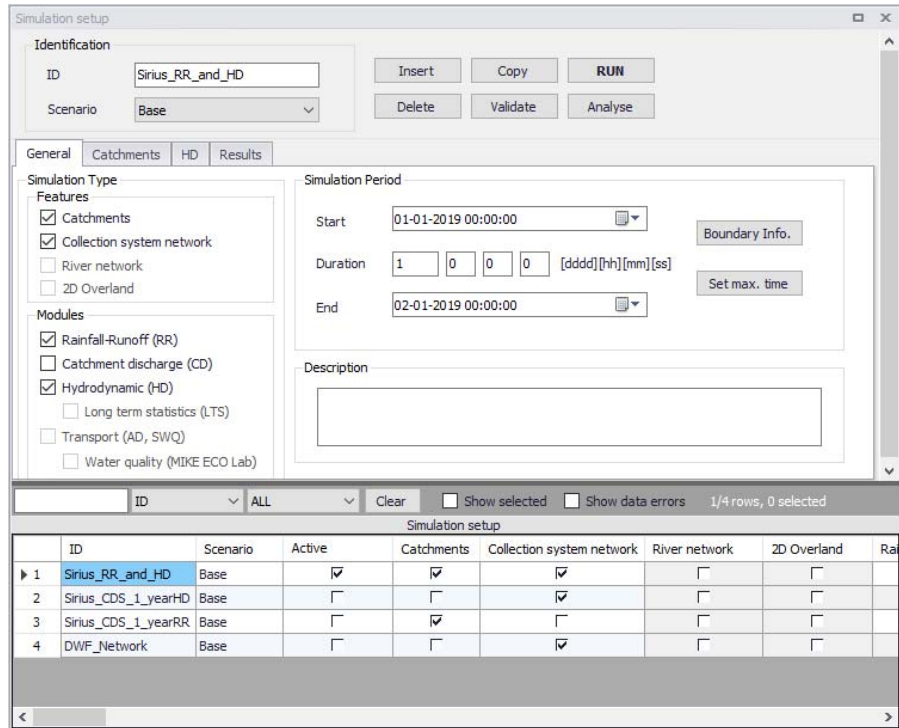 Simulation setup
Identification
ID Sirius_RR_and_HD Insert Copy RUN
Scenario Base Delete Validate Analyse
General Catchments HD Results
Simulation Type
Features
Catchments
Collection system network
River network
2D Overland
Modules
Rainfall-Runoff (RR)
Catchment discharge (CD)
Hydrodynamic (HD)
Long term statistics (LTS)
Transport (AD, SWQ)
Water quality (MIKE ECO Lab)
Simulation Period
Start 01-01-2019 00:00:00
Duration 1 0 0 0 [dddd][hh][mm][ss]
End 02-01-2019 00:00:00
Boundary Info.
Set max. time
Description
ID ALL Clear Show selected Show data errors 1/4 rows, 0 selected
Simulation setup
ID Scenario Active Catchments Collection system network River network 2D Overland Rai
1 Sirius_RR_and_HD Base
2 Sirius_CDS_1_yearHD Base
3 Sirius_CDS_1_yearRR Base
4 DWF_Network Base